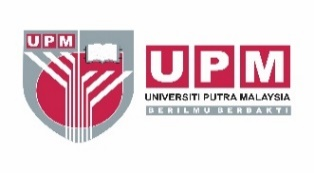 UPM
UPM
UNIVERSITI PUTRA MALAYSIA
BERILMU BERBAKTI